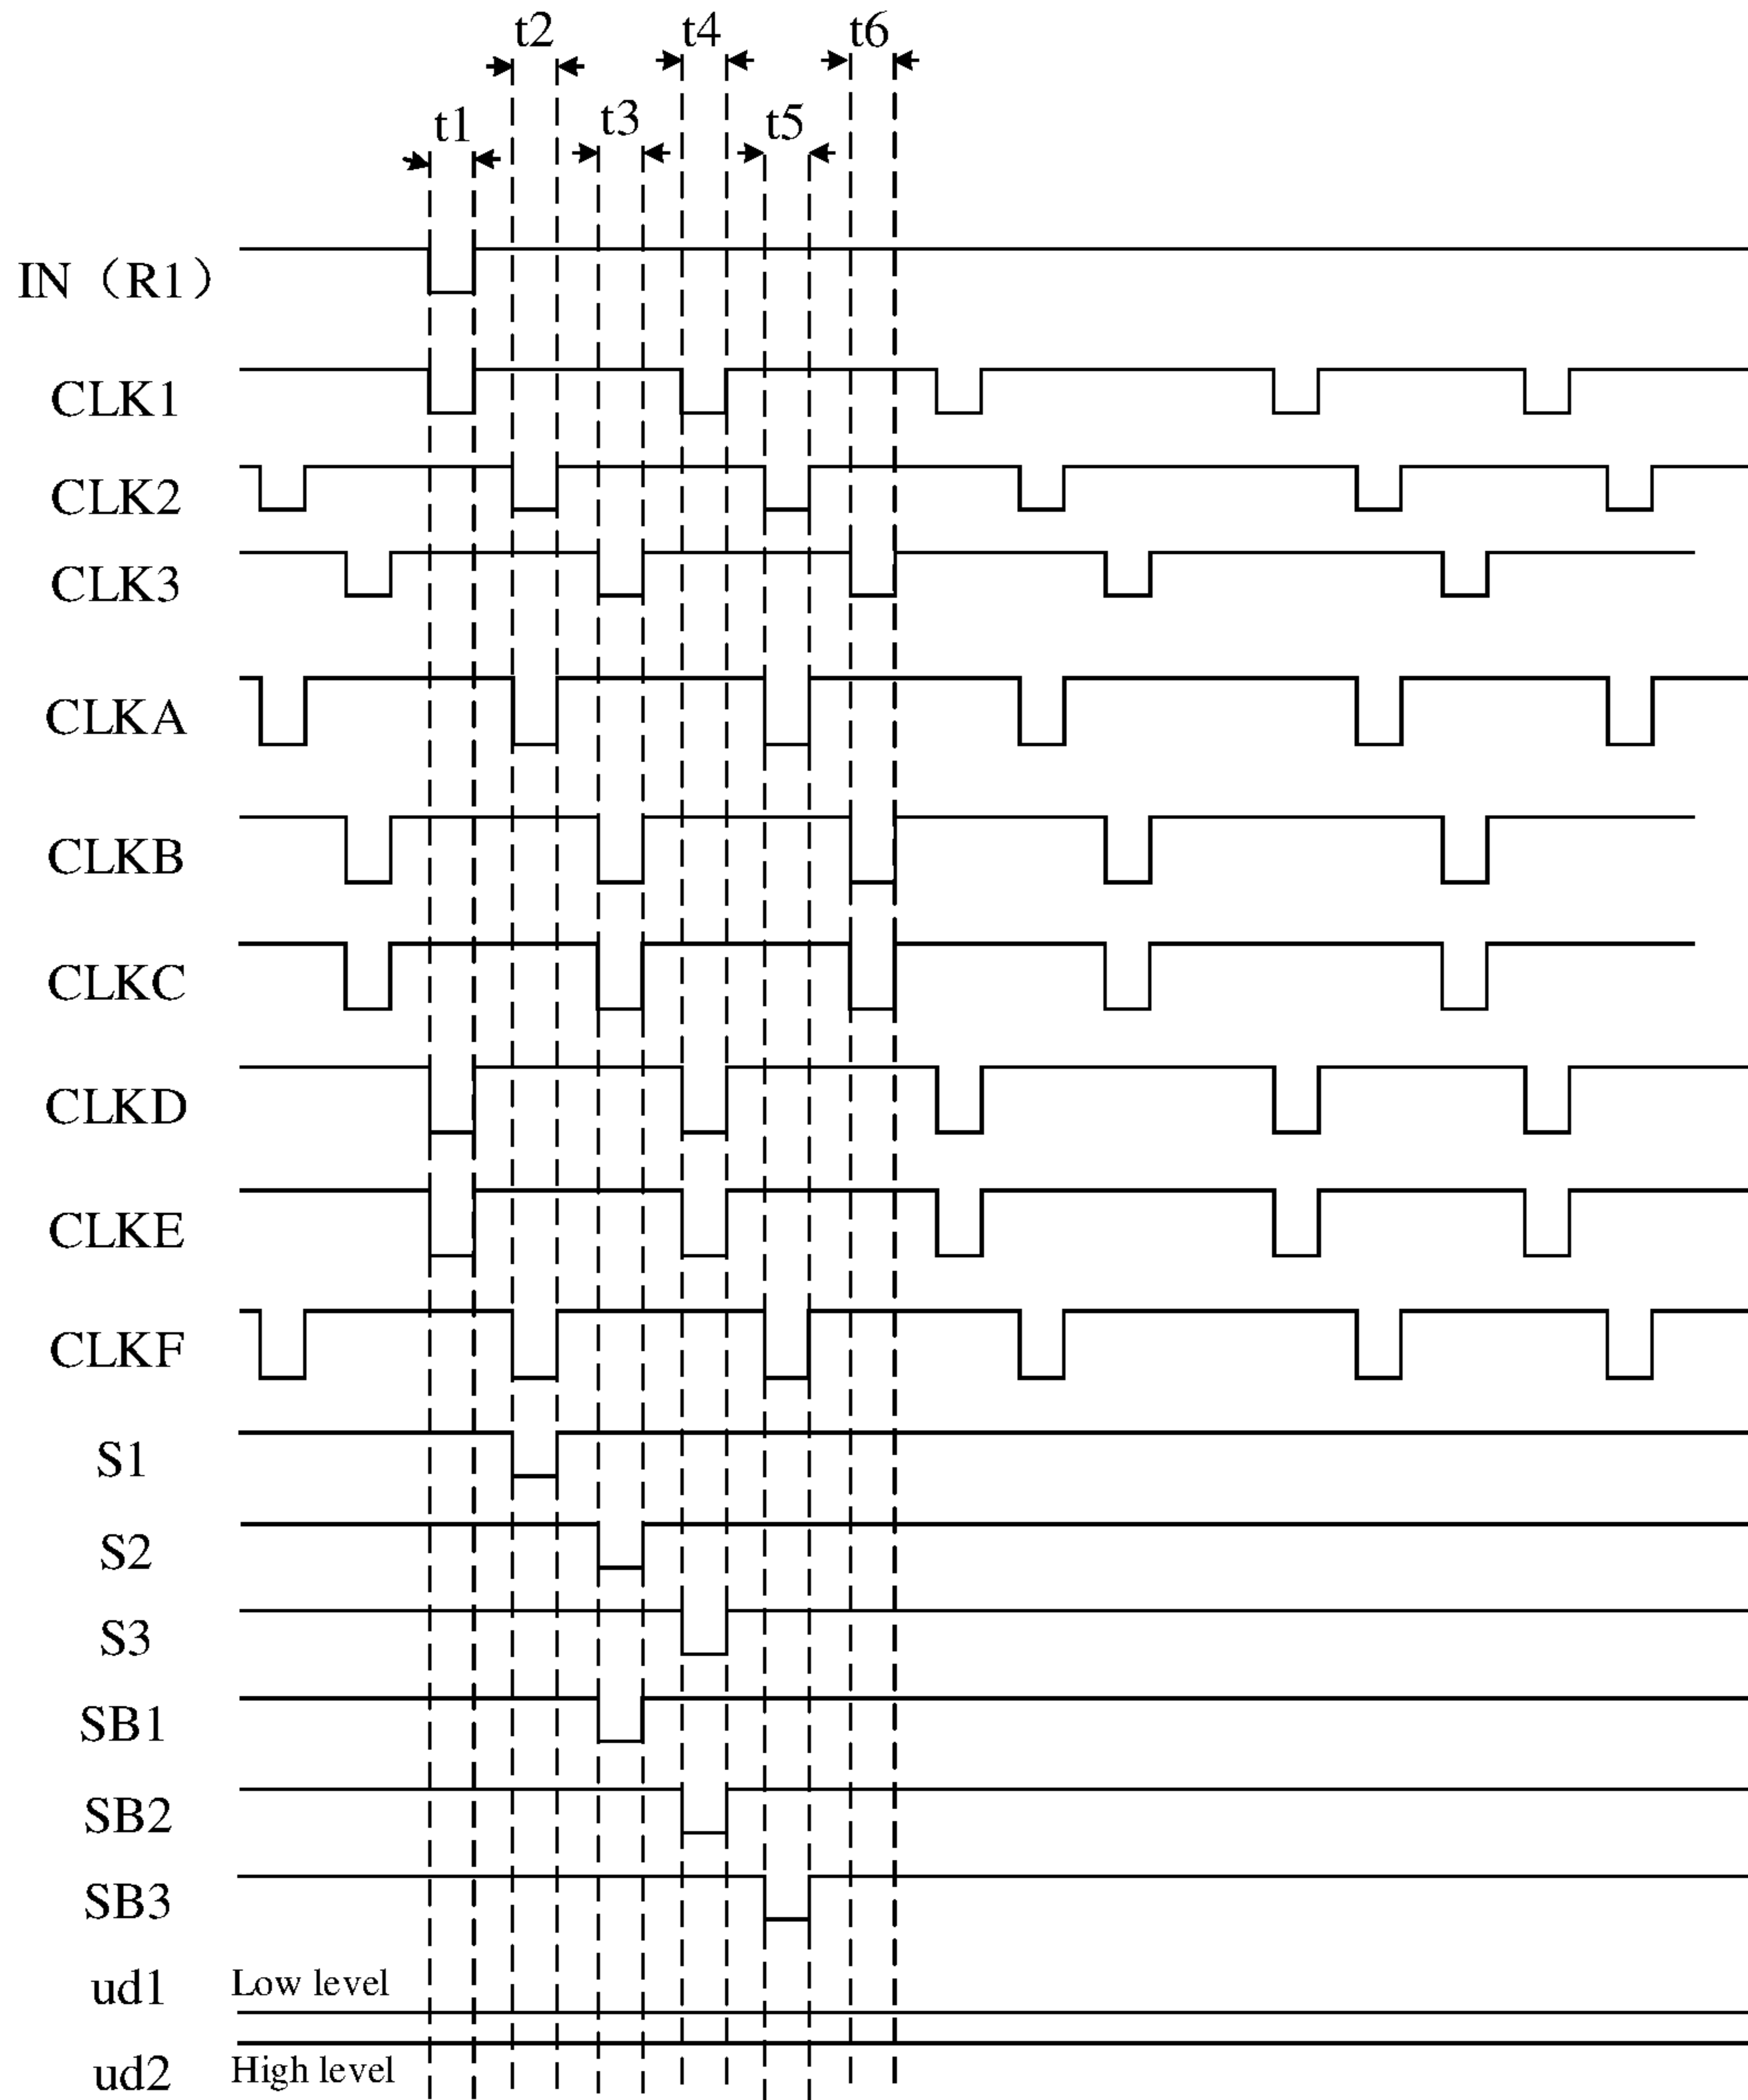 t2 t4 t6
t1 t3 t5
IN（R1）
CLK1
CLK2
CLK3
CLKA
CLKB
CLKC
CLKD
CLKE
CLKF
S1
S2
S3
SB1
SB2
SB3
ud1 Low level
ud2 High level